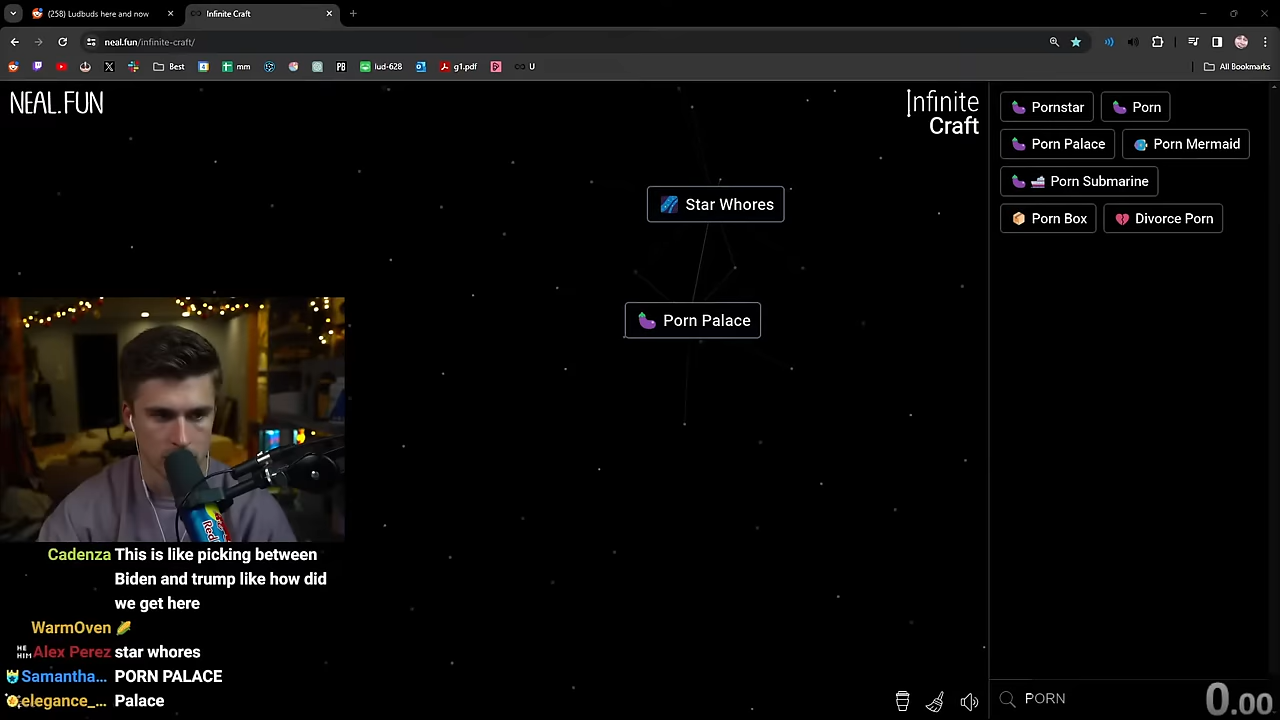 (258) Ludbuds here and now
Infinite Craft
neal.fun/infinite-craft/
Best
mm
lud-628
g1.pdf
U
All Bookmarks
NEAL.FUN
Infinite
Craft
Pornstar
Porn
Porn Palace
Porn Mermaid
Porn Submarine
Porn Box
Divorce Porn
Star Whores
Porn Palace
Cadenza This is like picking between
Biden and trump like how did
we get here
WarmOven
HE
HIM Alex Perez star whores
Samantha... PORN PALACE
elegance_... Palace
PORN
0.00